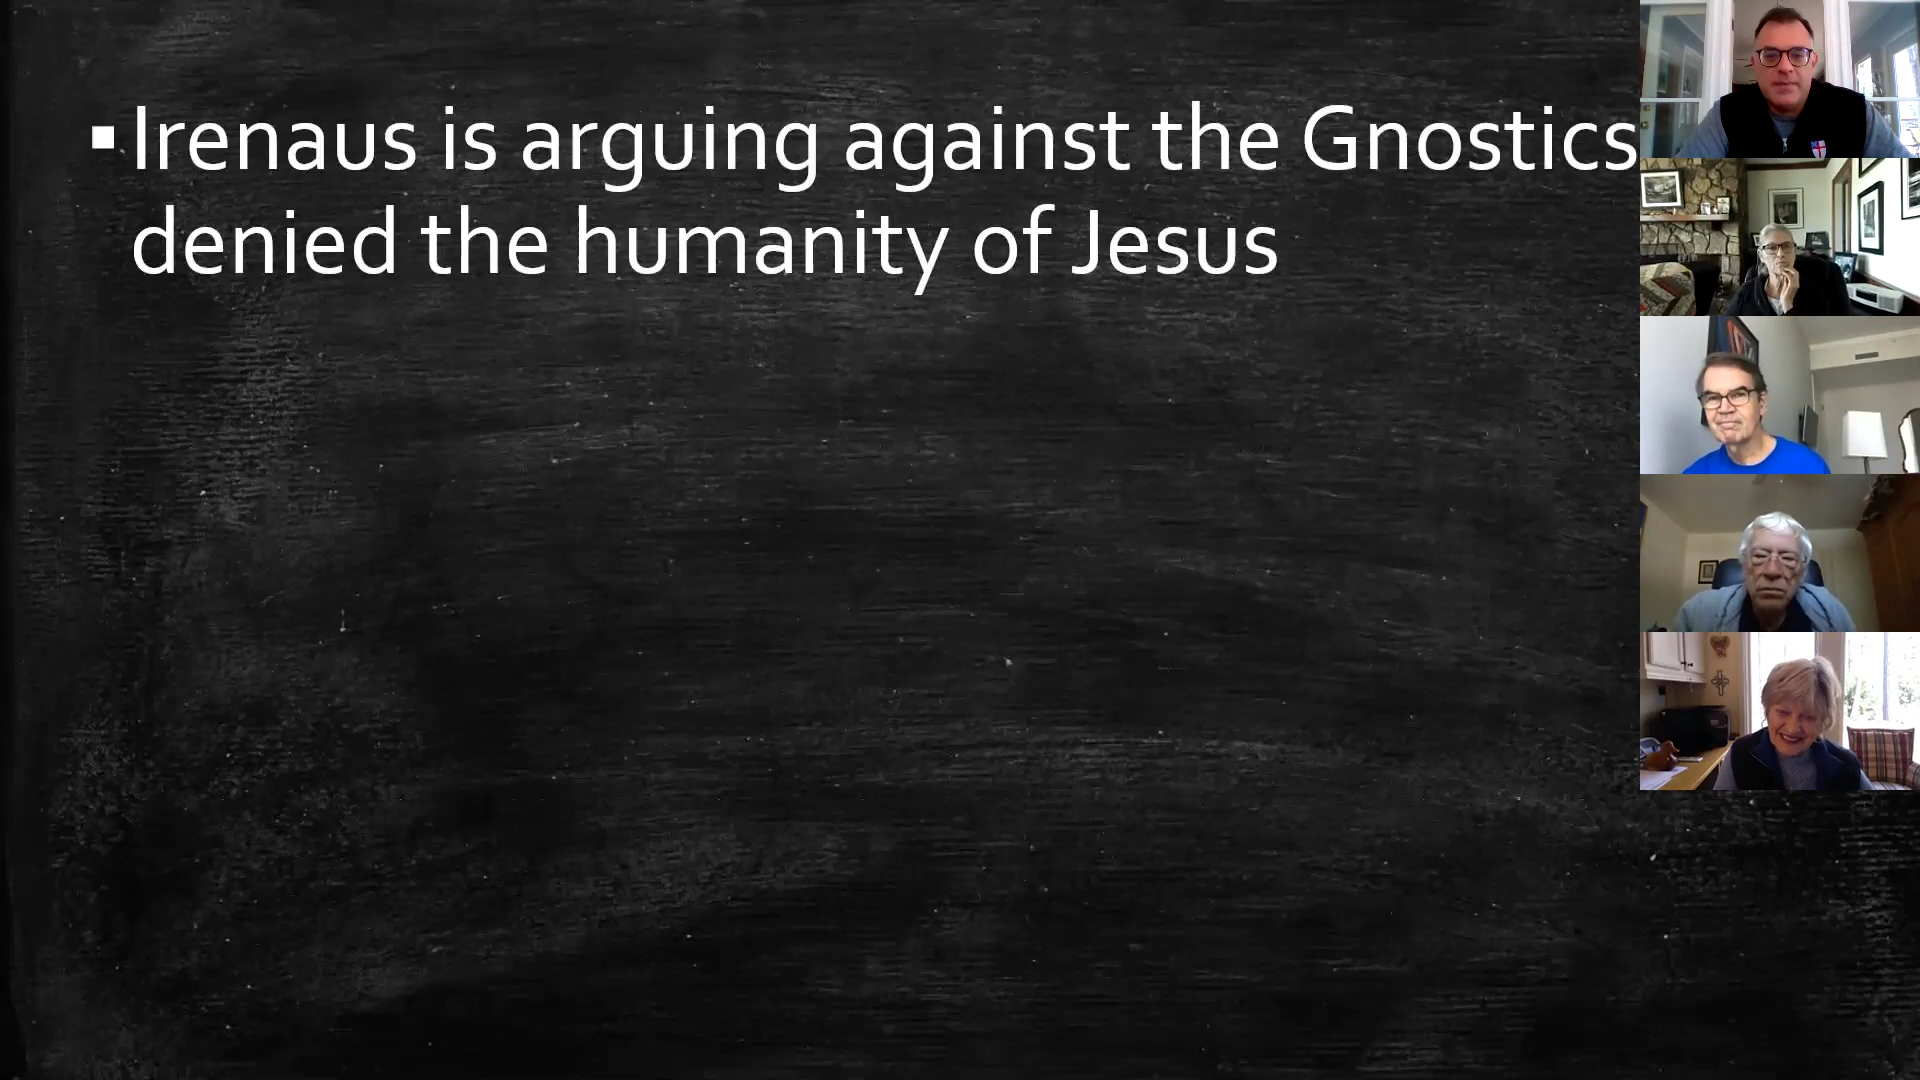 ▪ Irenaus is arguing against the Gnostics
denied the humanity of Jesus